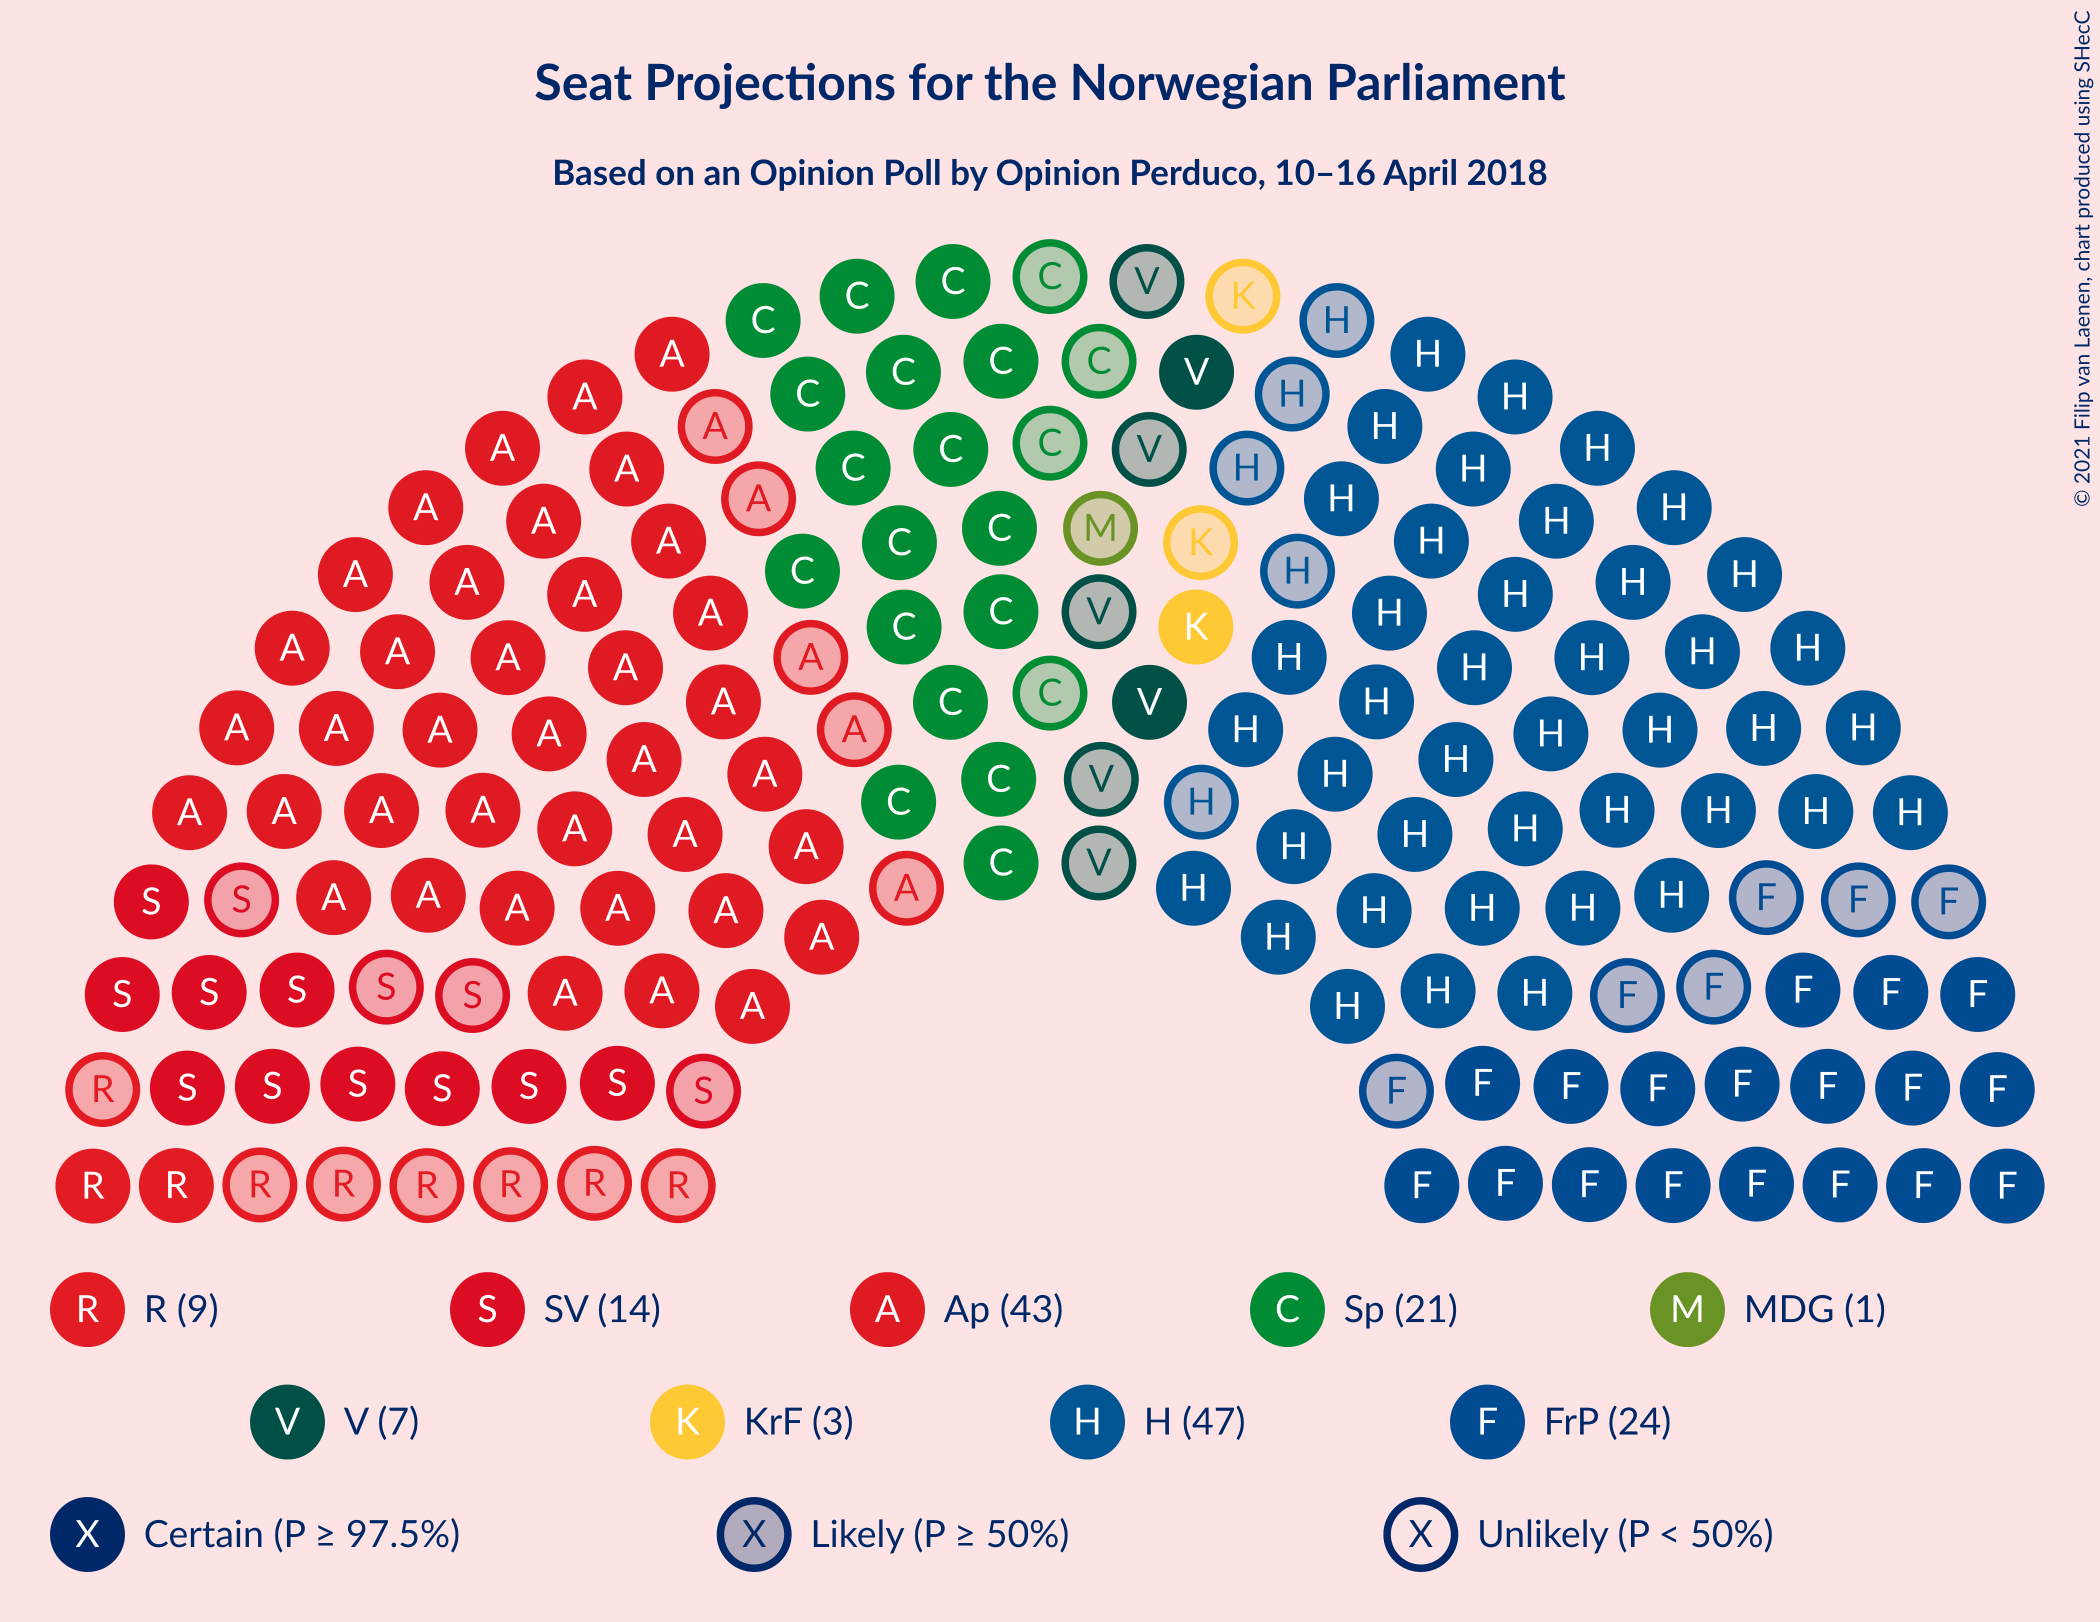 © 2021 Filip van Laenen, chart produced using SHecC
Seat Projections for the Norwegian Parliament
Based on an Opinion Poll by Opinion Perduco, 10–16 April 2018
C C C V K
C H
A C C C V H
A C H H
A A C C V H H
A C H H
A A H H
A A C C M K H H
A A A C H H H H
A C C V K H
A A A A A H H H H H
A C C V H
A A A A A H H H H H
A A C V H H
A A A A C H H H H H
A A A C V H H H
S S A A A A A A H H H H H F F F
A H
S S S S S A A A H H H F F F F F
R S S S S S S S F F F F F F F F
R R R R R R R R F F F F F F F F
R R (9) S SV (14) A Ap (43) C Sp (21) M MDG (1)
V V (7) K KrF (3) H H (47) F FrP (24)
X Certain (P ≥ 97.5%) X Likely (P ≥ 50%) X Unlikely (P < 50%)